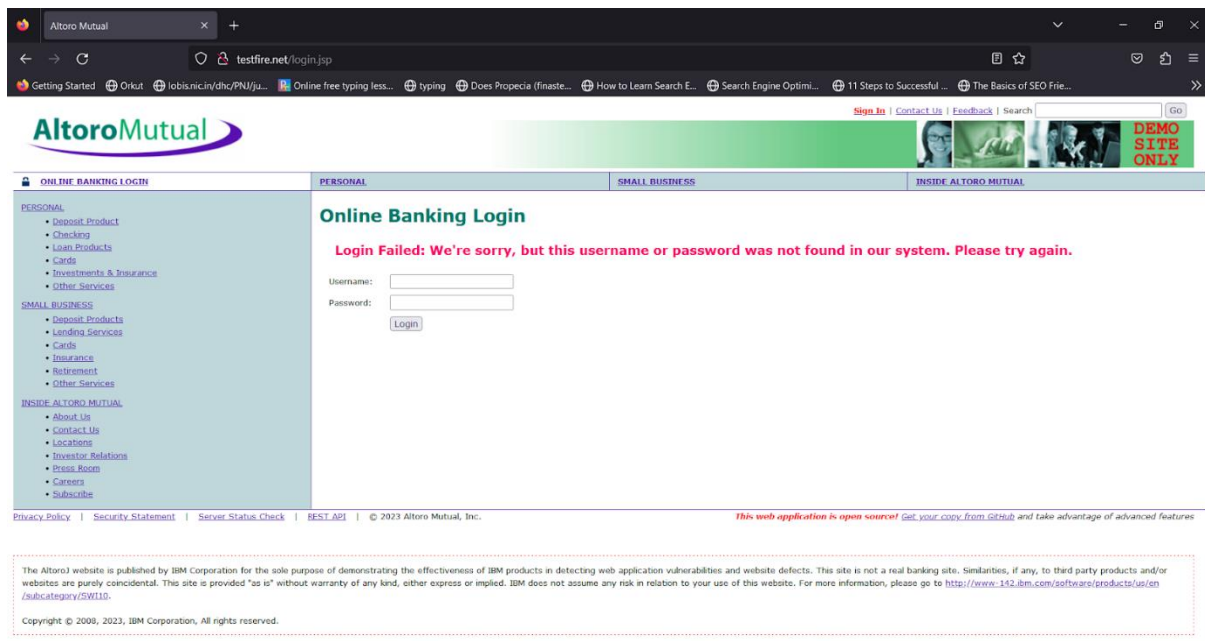 Altoro Mutual
testfire.net/login.jsp
Getting Started Orkut lobis.nic.in/dhc/PNJ/ju... Online free typing less... typing Does Propecia (finaste... How to Learn Search E... Search Engine Optimi... 11 Steps to Successful ... The Basics of SEO Frie...
Sign In | Contact Us | Feedback | Search Go
AltoroMutual
DEMO
SITE
ONLY
ONLINE BANKING LOGIN PERSONAL SMALL BUSINESS INSIDE ALTORO MUTUAL
PERSONAL
• Deposit Product
• Checking
• Loan Products
• Cards
• Investments & Insurance
• Other Services
SMALL BUSINESS
• Deposit Products
• Lending Services
• Cards
• Insurance
• Retirement
• Other Services
INSIDE ALTORO MUTUAL
• About Us
• Contact Us
• Locations
• Investor Relations
• Press Room
• Careers
• Subscribe
Online Banking Login
Login Failed: We're sorry, but this username or password was not found in our system. Please try again.
Username:
Password:
Login
Privacy Policy | Security Statement | Server Status Check | REST API | © 2023 Altoro Mutual, Inc. This web application is open source! Get your copy from GitHub and take advantage of advanced features
The AltoroJ website is published by IBM Corporation for the sole purpose of demonstrating the effectiveness of IBM products in detecting web application vulnerabilities and website defects. This site is not a real banking site. Similarities, if any, to third party products and/or
websites are purely coincidental. This site is provided "as is" without warranty of any kind, either express or implied. IBM does not assume any risk in relation to your use of this website. For more information, please go to http://www-142.ibm.com/software/products/us/en
/subcategory/SWI10.
Copyright © 2008, 2023, IBM Corporation, All rights reserved.